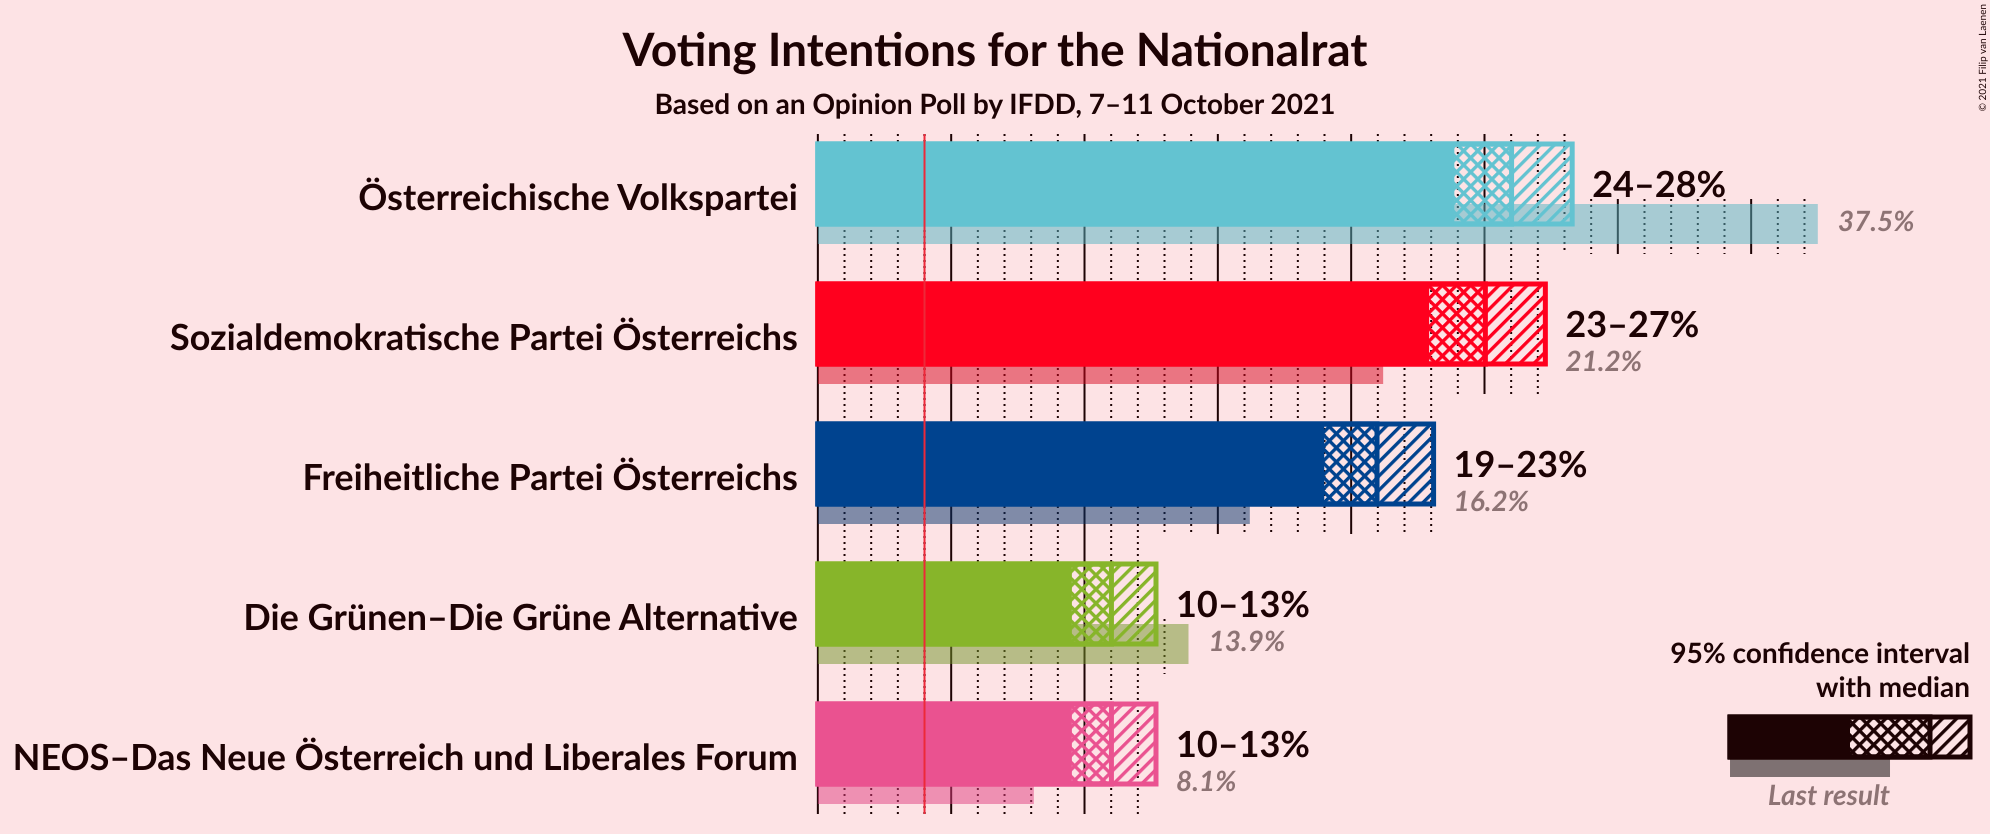 Voting Intentions for the Nationalrat
Based on an Opinion Poll by IFDD, 7–11 October 2021
© 2021 Filip van Laenen
Österreichische Volkspartei
24–28%
37.5%
Sozialdemokratische Partei Österreichs
23–27%
21.2%
Freiheitliche Partei Österreichs
19–23%
16.2%
Die Grünen–Die Grüne Alternative
10–13%
13.9%
NEOS–Das Neue Österreich und Liberales Forum
10–13%
8.1%
95% confidence interval
with median
Last result